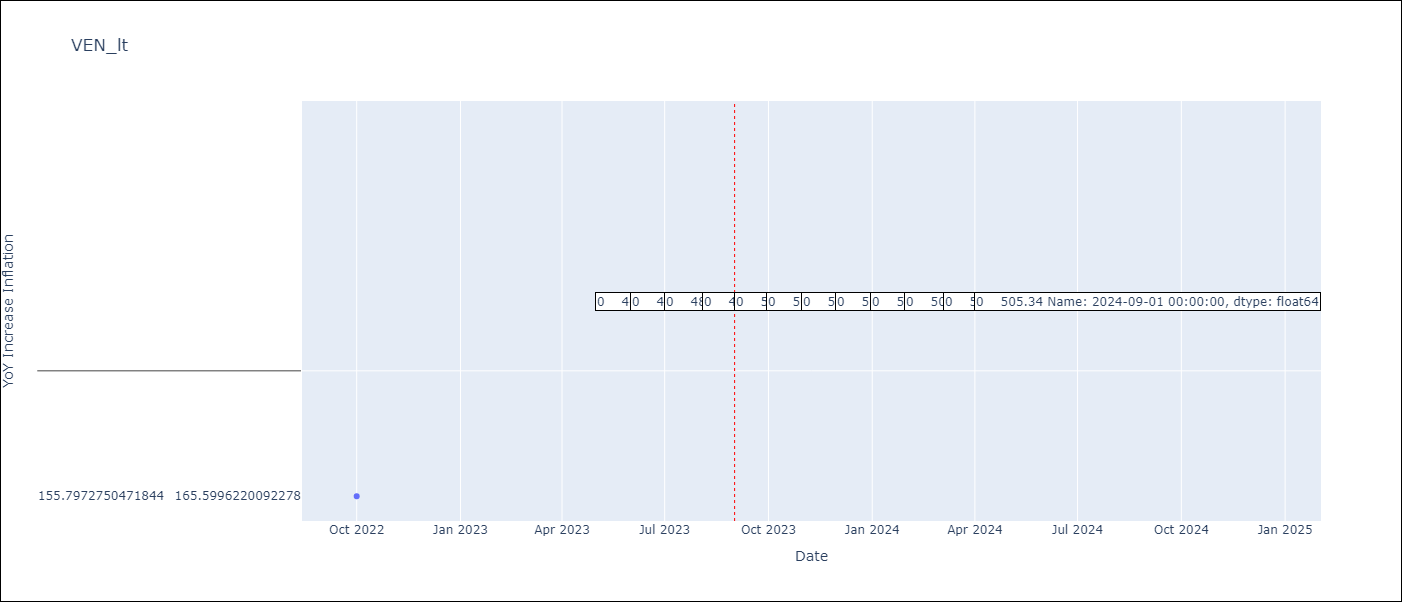 VEN_lt
YoY Increase Inflation
0 40 40 480 40 50 50 50 50 50 500 50 505.34 Name: 2024-09-01 00:00:00, dtype: float64
155.7972750471844 165.5996220092278
Oct 2022 Jan 2023 Apr 2023 Jul 2023 Oct 2023 Jan 2024 Apr 2024 Jul 2024 Oct 2024 Jan 2025
Date